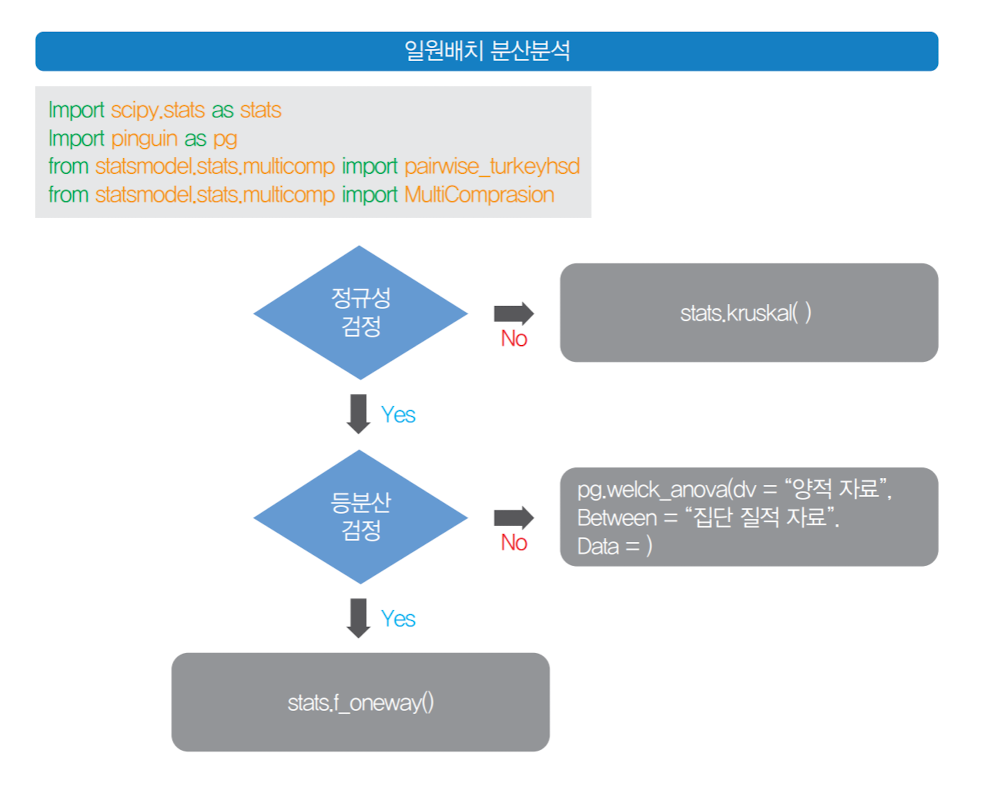 일원배치 분산분석
Import scipy.stats as stats
Import pinguin as pg
from statsmodel.stats.multicomp import pairwise_turkeyhsd
from statsmodel.stats.multicomp import MultiComprasion
정규성
검정
No
stats.kruskal( )
Yes
등분산
검정
No
pg.welck_anova(dv = “양적 자료”,
Between = “집단 질적 자료”.
Data = )
Yes
stats.f_oneway()